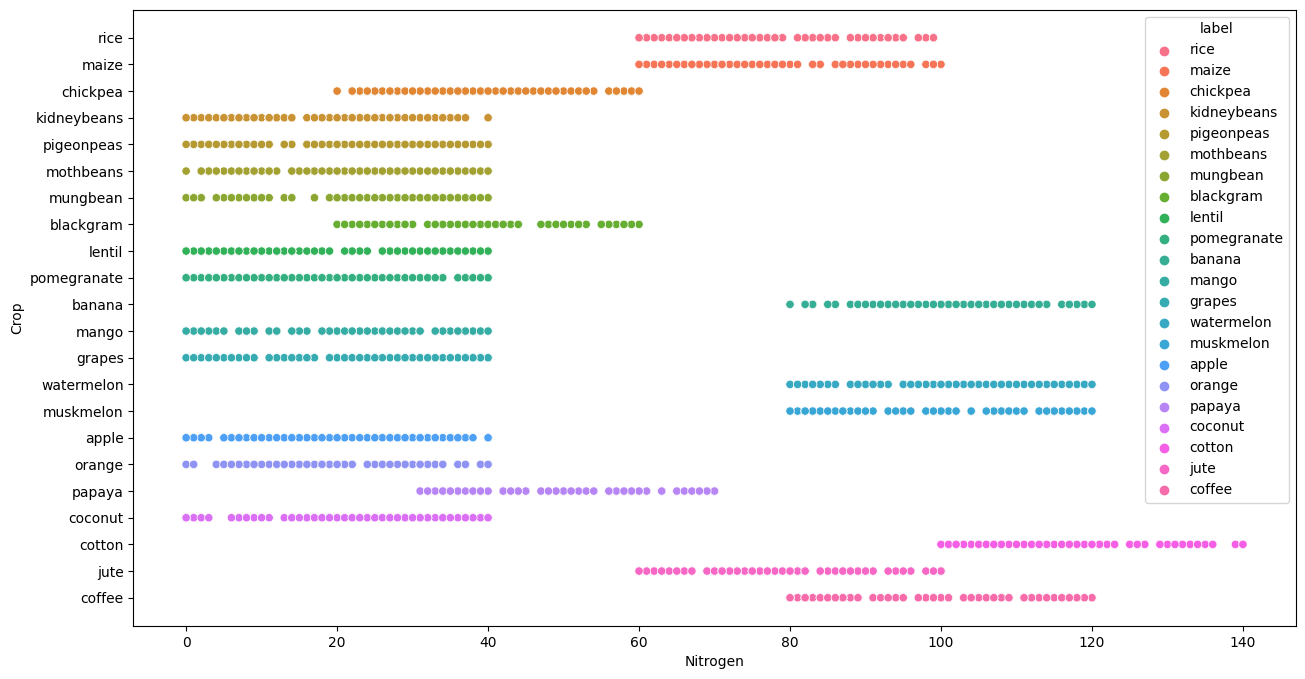 rice
maize
chickpea
kidneybeans
pigeonpeas
mothbeans
mungbean
blackgram
lentil
pomegranate
banana
mango
grapes
watermelon
muskmelon
apple
orange
papaya
coconut
cotton
jute
coffee
Crop
0 20 40 60 80 100 120 140
Nitrogen
label
rice
maize
chickpea
kidneybeans
pigeonpeas
mothbeans
mungbean
blackgram
lentil
pomegranate
banana
mango
grapes
watermelon
muskmelon
apple
orange
papaya
coconut
cotton
jute
coffee